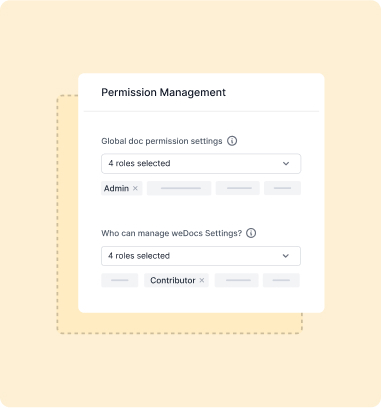 Permission Management
Global doc permission settings
4 roles selected
Admin ×
Who can manage weDocs Settings?
4 roles selected
Contributor ×